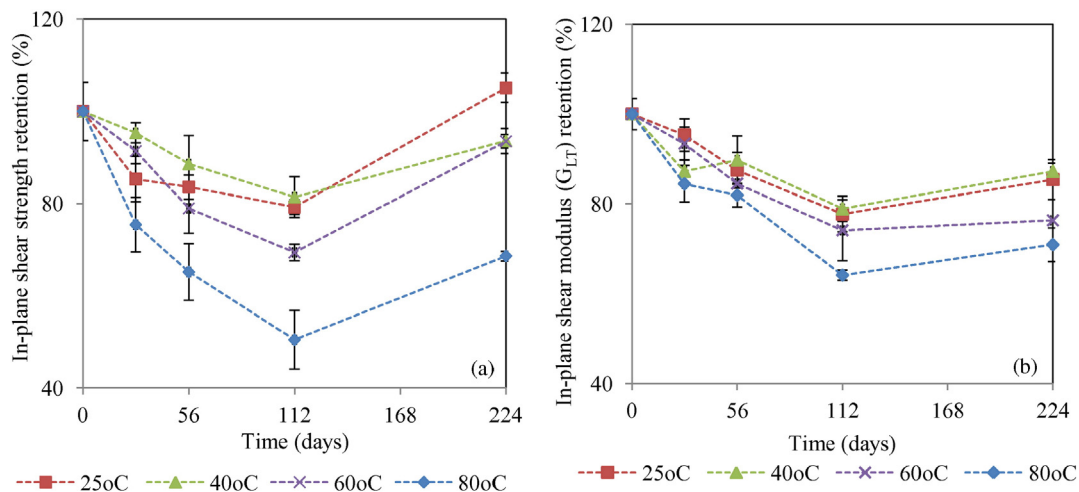 In-plane shear strength retention (%)
120
80
40
0 56 112 168 224
Time (days)
(a)
25oC 40oC 60oC 80oC
In-plane shear modulus (GLT) retention (%)
120
80
40
0 56 112 168 224
Time (days)
(b)
25oC 40oC 60oC 80oC